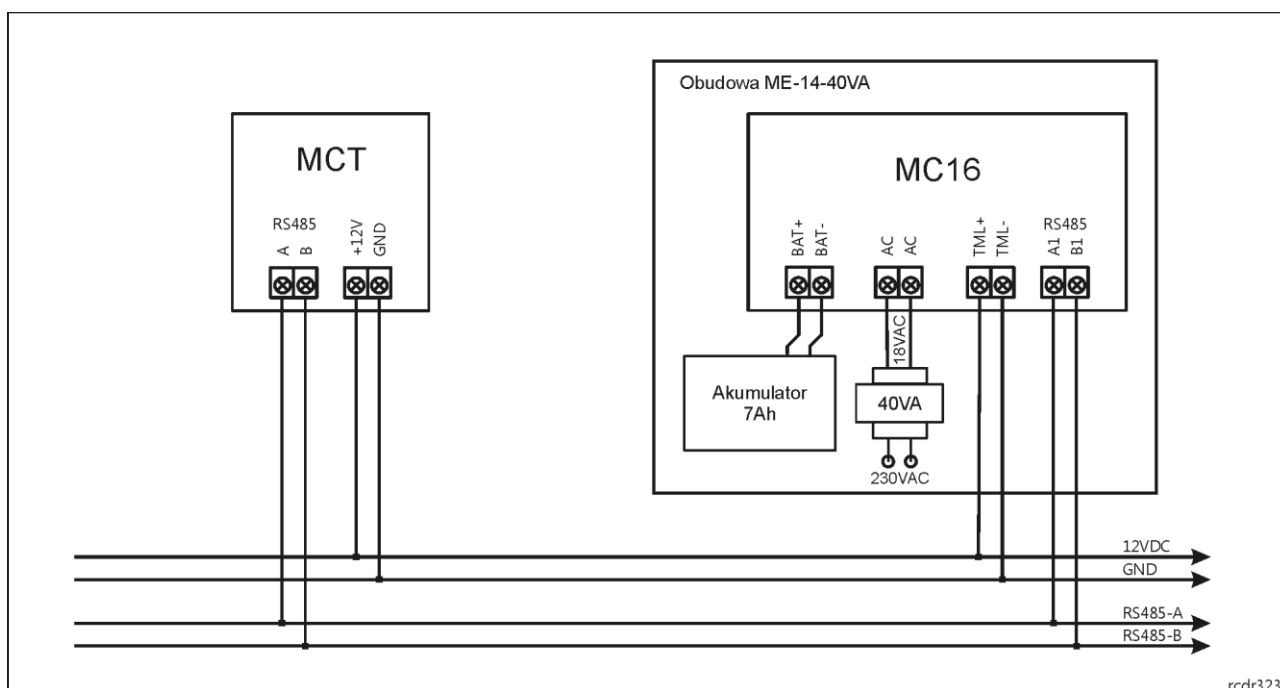 Obudowa ME-14-40VA
MCT
RS485
A
B
+12V
GND
MC16
BAT+
BAT-
AC
AC
TML+
TML-
RS485
A1
B1
18VAC
Akumulator
7Ah
40VA
230VAC
12VDC
GND
RS485-A
RS485-B
rcdr323